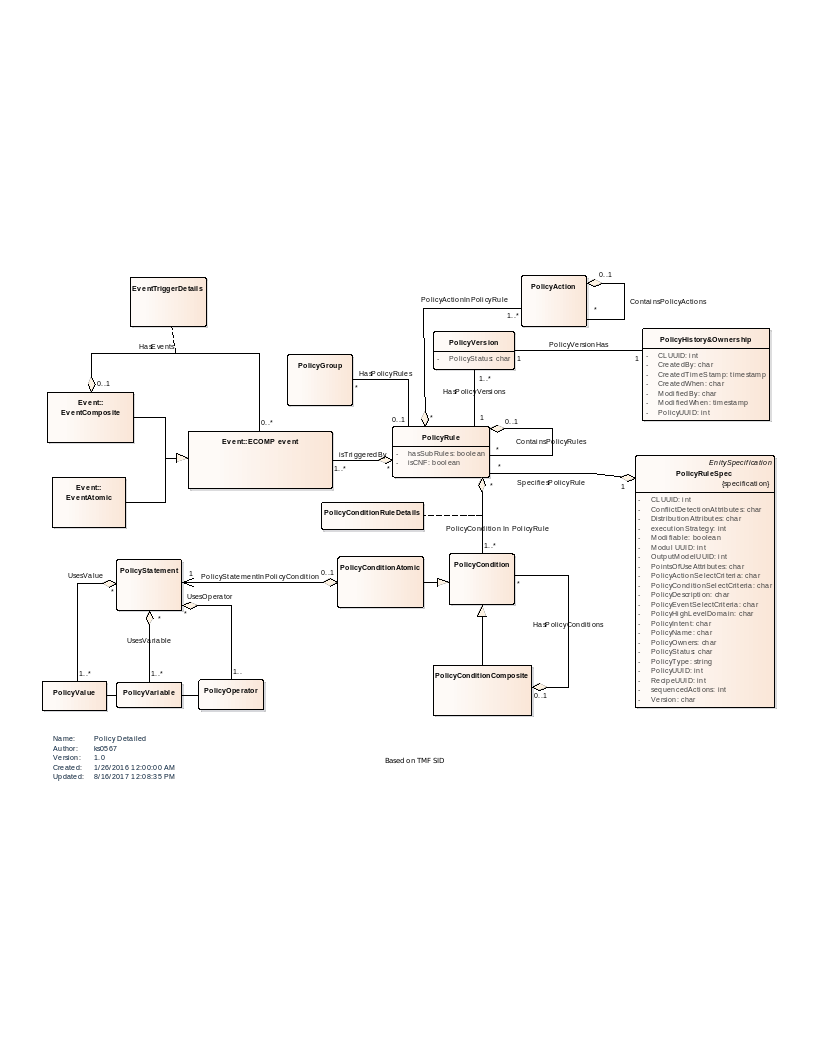 EventTriggerDetails
HasEvents
0..1
Event::
EventComposite
0..*
Event::ECOMP event
Event::
EventAtomic
PolicyGroup
HasPolicyRules
*
0..1
isTriggeredBy
1..*
*
PolicyActionInPolicyRule
1..*
*
PolicyAction
0..1
*
ContainsPolicyActions
PolicyVersion
- PolicyStatus: char
PolicyVersionHas
1
1
1..*
HasPolicyVersions
1
PolicyHistory&Ownership
- CLUUID: int
- CreatedBy: char
- CreatedTimeStamp: timestamp
- CreatedWhen: char
- ModifiedBy: char
- ModifiedWhen: timestamp
- PolicyUUID: int
PolicyRule
- hasSubRules: boolean
- isCNF: boolean
0..1
*
ContainsPolicyRules
*
SpecifiesPolicyRule
1
EnitySpecification
PolicyRuleSpec
{specification}
- CLUUID: int
- ConflictDetectionAttributes: char
- DistributionAttributes: char
- executionStrategy: int
- Modifiable: boolean
- Modul UUID: int
- OutputModelUUID: int
- PointsOfUseAttributes: char
- PolicyActionSelectCriteria: char
- PolicyConditionSelectCriteria: char
- PolicyDescription: char
- PolicyEventSelectCriteria: char
- PolicyHighLevelDomain: char
- PolicyIntent: char
- PolicyName: char
- PolicyOwners: char
- PolicyStatus: char
- PolicyType: string
- PolicyUUID: int
- RecipeUUID: int
- sequencedActions: int
- Version: char
*
PolicyConditionRuleDetails
PolicyCondition In PolicyRule
1..*
PolicyStatement
UsesValue
*
1
PolicyStatementInPolicyCondition
0..1
PolicyConditionAtomic
PolicyCondition
*
UsesOperator
*
*
UsesVariable
HasPolicyConditions
1..*
1..*
1..
PolicyValue
PolicyVariable
PolicyOperator
PolicyConditionComposite
0..1
Name: Policy Detailed
Author: ks0567
Version: 1.0
Created: 1/26/2016 12:00:00 AM
Updated: 8/16/2017 12:08:35 PM
Based on TMF SID